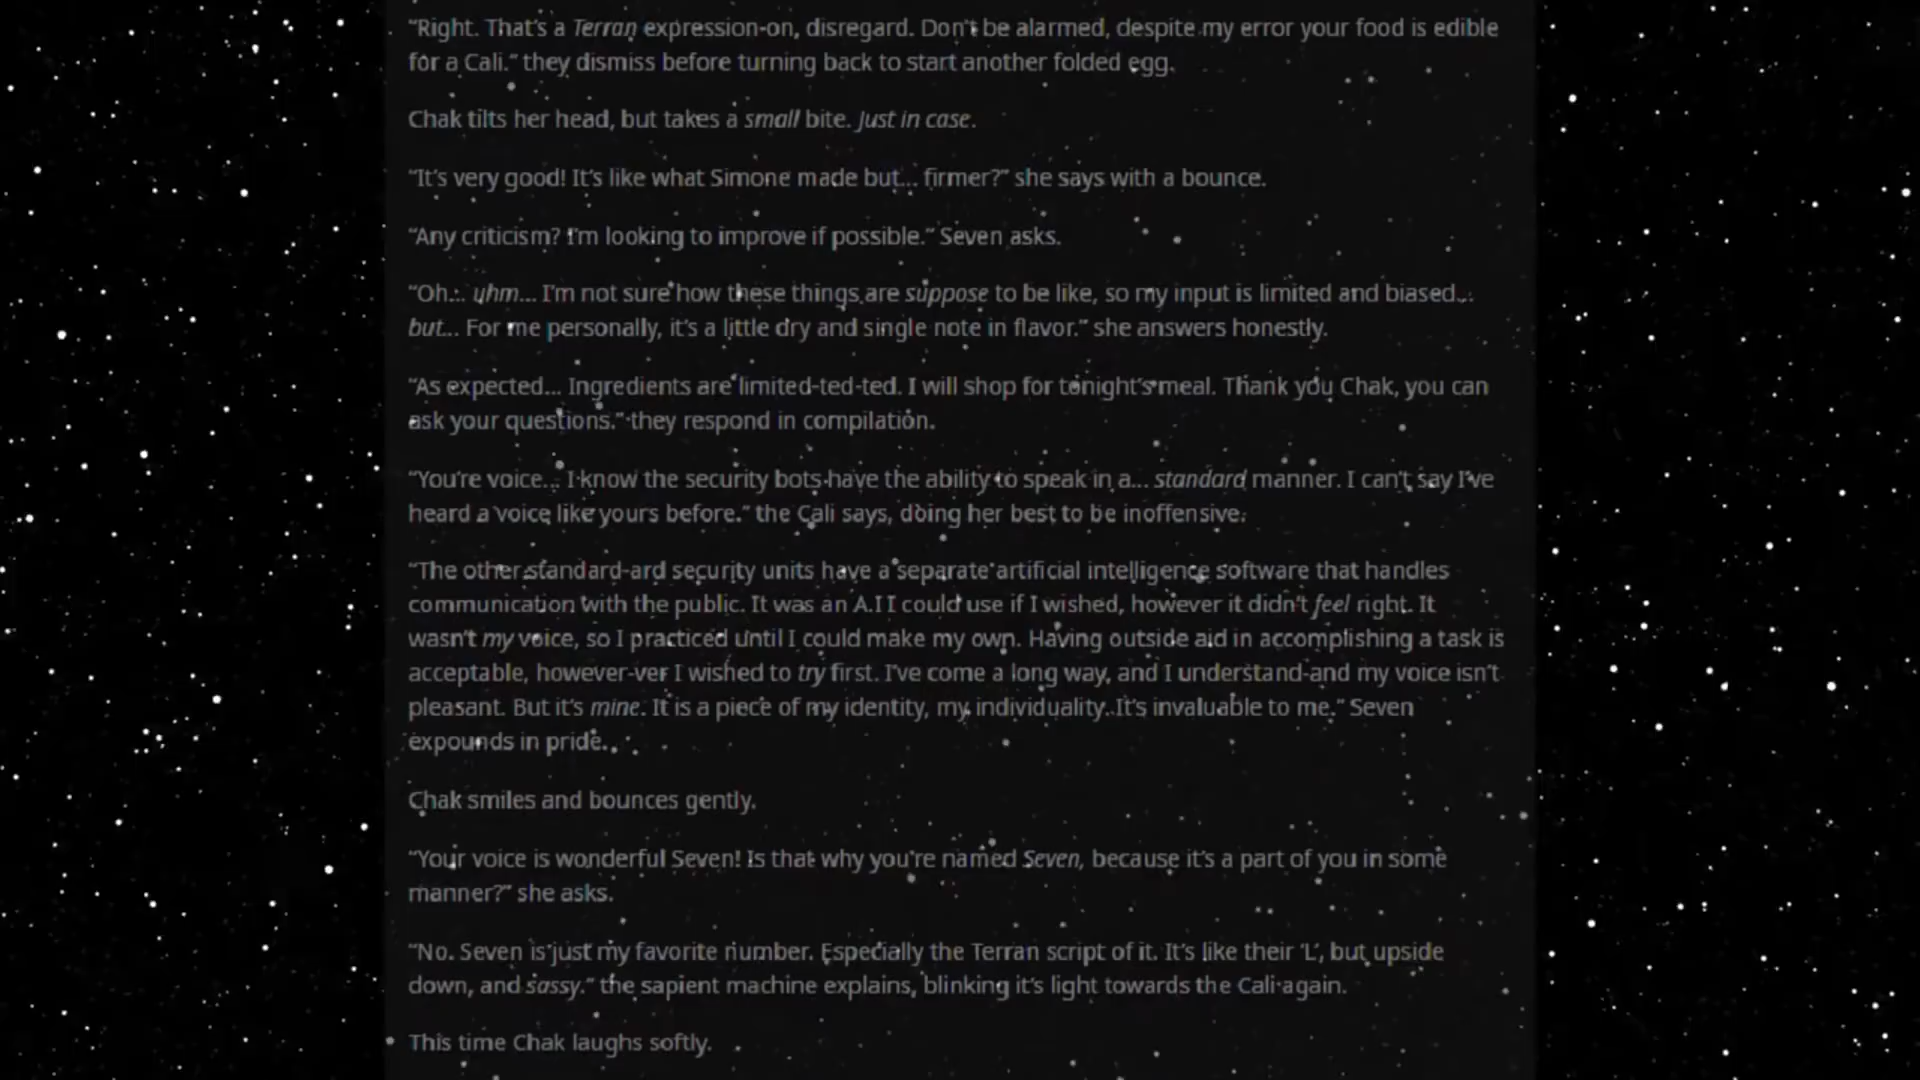 “Right. That’s a Terran expression-on, disregard. Don’t be alarmed, despite my error your food is edible
for a Cali.” they dismiss before turning back to start another folded egg.
Chak tilts her head, but takes a small bite. Just in case.
“It’s very good! It’s like what Simone made but... firmer?” she says with a bounce.
“Any criticism? I’m looking to improve if possible.” Seven asks.
“Oh... uhm... I’m not sure how these things are suppose to be like, so my input is limited and biased...
but... For me personally, it’s a little dry and single note in flavor.” she answers honestly.
“As expected... Ingredients are limited-ted-ted. I will shop for tonight’s meal. Thank you Chak, you can
ask your questions.” they respond in compilation.
“You’re voice... I know the security bots have the ability to speak in a... standard manner. I can’t say I’ve
heard a voice like yours before.” the Cali says, doing her best to be inoffensive.
“The other standard-ard security units have a separate artificial intelligence software that handles
communication with the public. It was an A.I I could use if I wished, however it didn’t feel right. It
wasn’t my voice, so I practiced until I could make my own. Having outside aid in accomplishing a task is
acceptable, however-ver I wished to try first. I’ve come a long way, and I understand-and my voice isn’t
pleasant. But it’s mine. It is a piece of my identity, my individuality. It’s invaluable to me.” Seven
expounds in pride.
Chak smiles and bounces gently.
“Your voice is wonderful Seven! Is that why you’re named Seven, because it’s a part of you in some
manner?” she asks.
“No. Seven is just my favorite number. Especially the Terran script of it. It’s like their ‘L’, but upside
down, and sassy.” the sapient machine explains, blinking it’s light towards the Cali again.
This time Chak laughs softly.